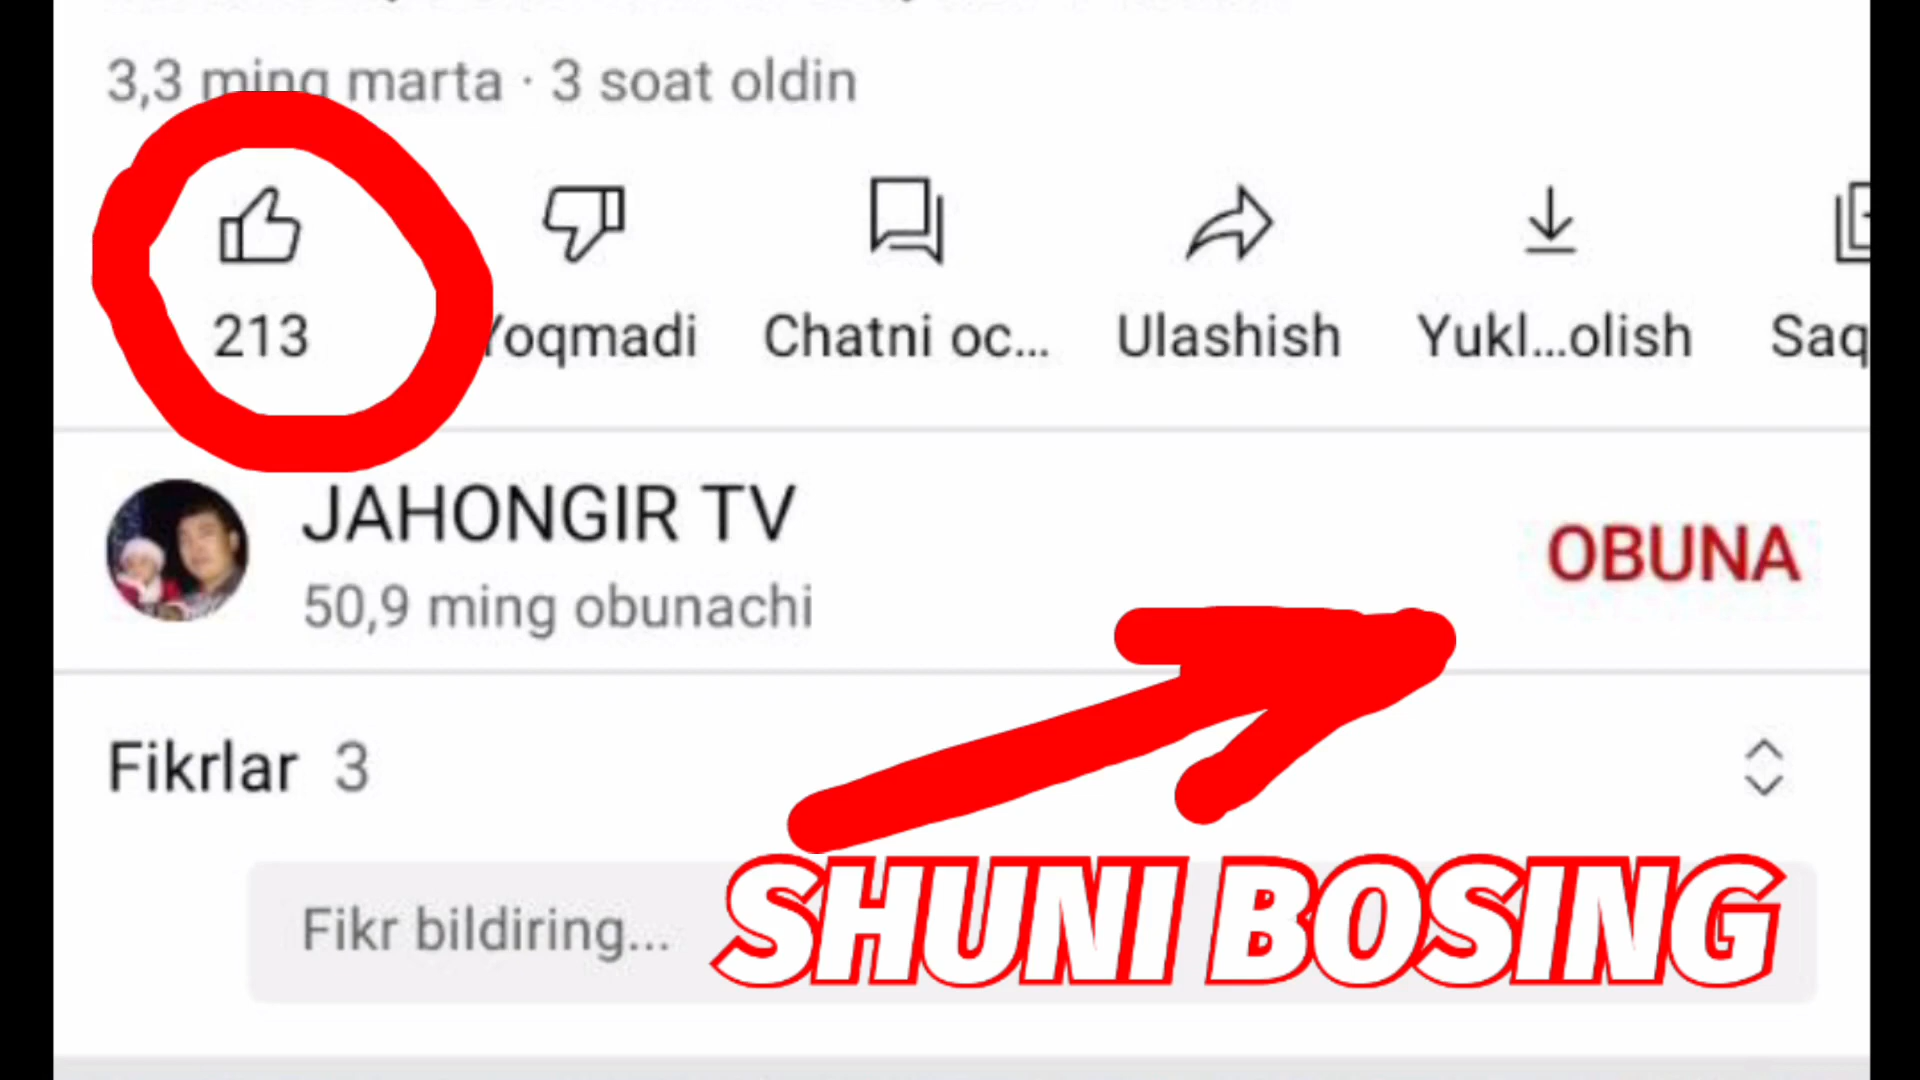 3,3 ming marta · 3 soat oldin
213 Yoqmadi Chatni oc... Ulashish Yukl...olish Saq
JAHONGIR TV
50,9 ming obunachi
OBUNA
Fikrlar 3
Fikr bildiring...
SHUNI BOSING